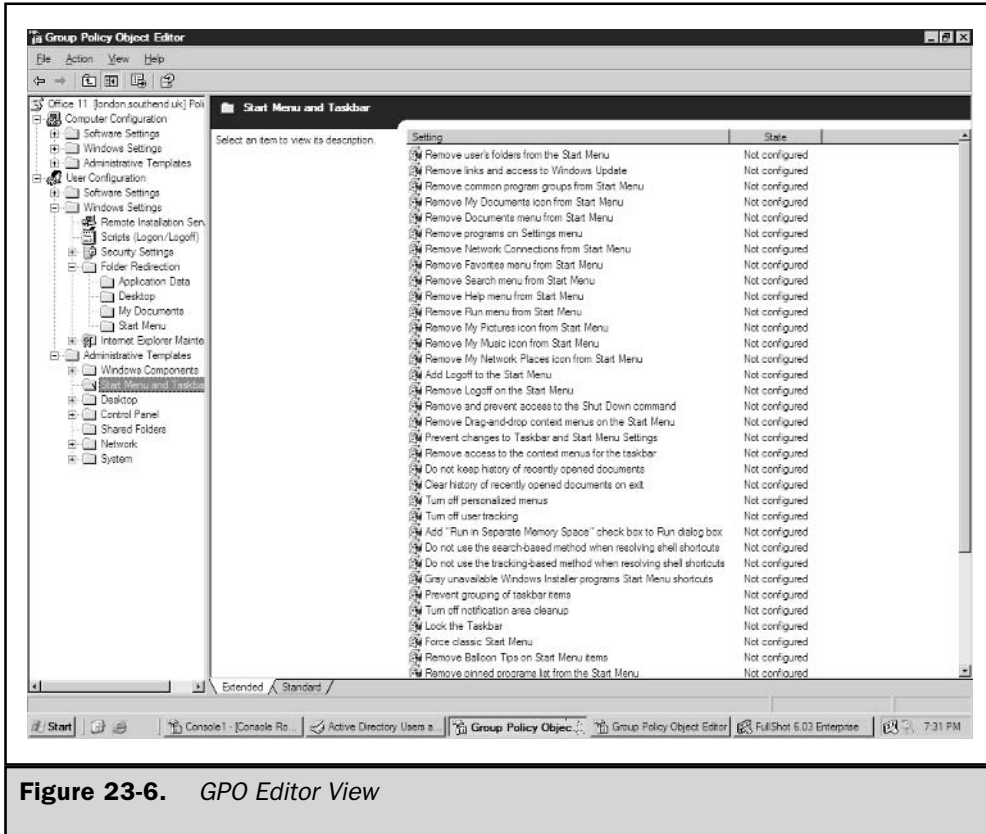 Group Policy Object Editor
File Action View Help
Office 11 [london.southend.uk] Poli
Computer Configuration
Software Settings
Windows Settings
Administrative Templates
User Configuration
Software Settings
Windows Settings
Remote Installation Serv
Scripts (Logon/Logoff)
Security Settings
Folder Redirection
Application Data
Desktop
My Documents
Start Menu
Internet Explorer Mainte
Administrative Templates
Windows Components
Start Menu and Taskba
Desktop
Control Panel
Shared Folders
Network
System
Start Menu and Taskbar
Select an item to view its description.
Setting State
Remove user's folders from the Start Menu Not configured
Remove links and access to Windows Update Not configured
Remove common program groups from Start Menu Not configured
Remove My Documents icon from Start Menu Not configured
Remove Documents menu from Start Menu Not configured
Remove programs on Settings menu Not configured
Remove Network Connections from Start Menu Not configured
Remove Favorites menu from Start Menu Not configured
Remove Search menu from Start Menu Not configured
Remove Help menu from Start Menu Not configured
Remove Run menu from Start Menu Not configured
Remove My Pictures icon from Start Menu Not configured
Remove My Music icon from Start Menu Not configured
Remove My Network Places icon from Start Menu Not configured
Add Logoff to the Start Menu Not configured
Remove Logoff on the Start Menu Not configured
Remove and prevent access to the Shut Down command Not configured
Remove Drag-and-drop context menus on the Start Menu Not configured
Prevent changes to Taskbar and Start Menu Settings Not configured
Remove access to the context menus for the taskbar Not configured
Do not keep history of recently opened documents Not configured
Clear history of recently opened documents on exit Not configured
Turn off personalized menus Not configured
Turn off user tracking Not configured
Add "Run in Separate Memory Space" check box to Run dialog box Not configured
Do not use the search-based method when resolving shell shortcuts Not configured
Do not use the tracking-based method when resolving shell shortcuts Not configured
Gray unavailable Windows Installer programs Start Menu shortcuts Not configured
Prevent grouping of taskbar items Not configured
Turn off notification area cleanup Not configured
Lock the Taskbar Not configured
Force classic Start Menu Not configured
Remove Balloon Tips on Start Menu items Not configured
Remove pinned programs list from the Start Menu Not configured
Extended Standard
Start Console1 - [Console Ro... Active Directory Users a... Group Policy Objec... Group Policy Object Editor FullShot 6.03 Enterprise 7:31 PM
Figure 23-6. GPO Editor View